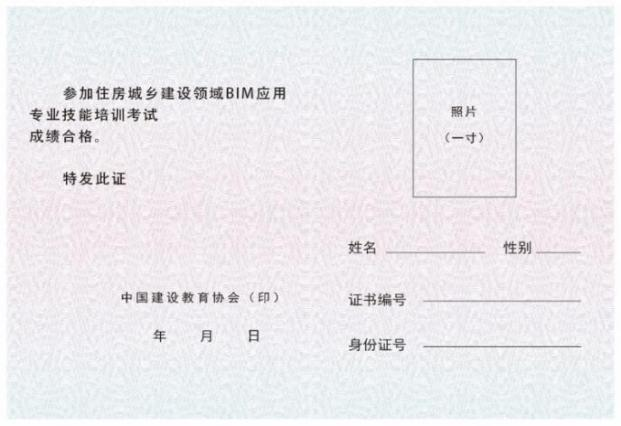 参加住房城乡建设领域BIM应用
专业技能培训考试
成绩合格。
特发此证
中国建设教育协会（印）
年 月 日
照片
（一寸）
姓名 性别
证书编号
身份证号